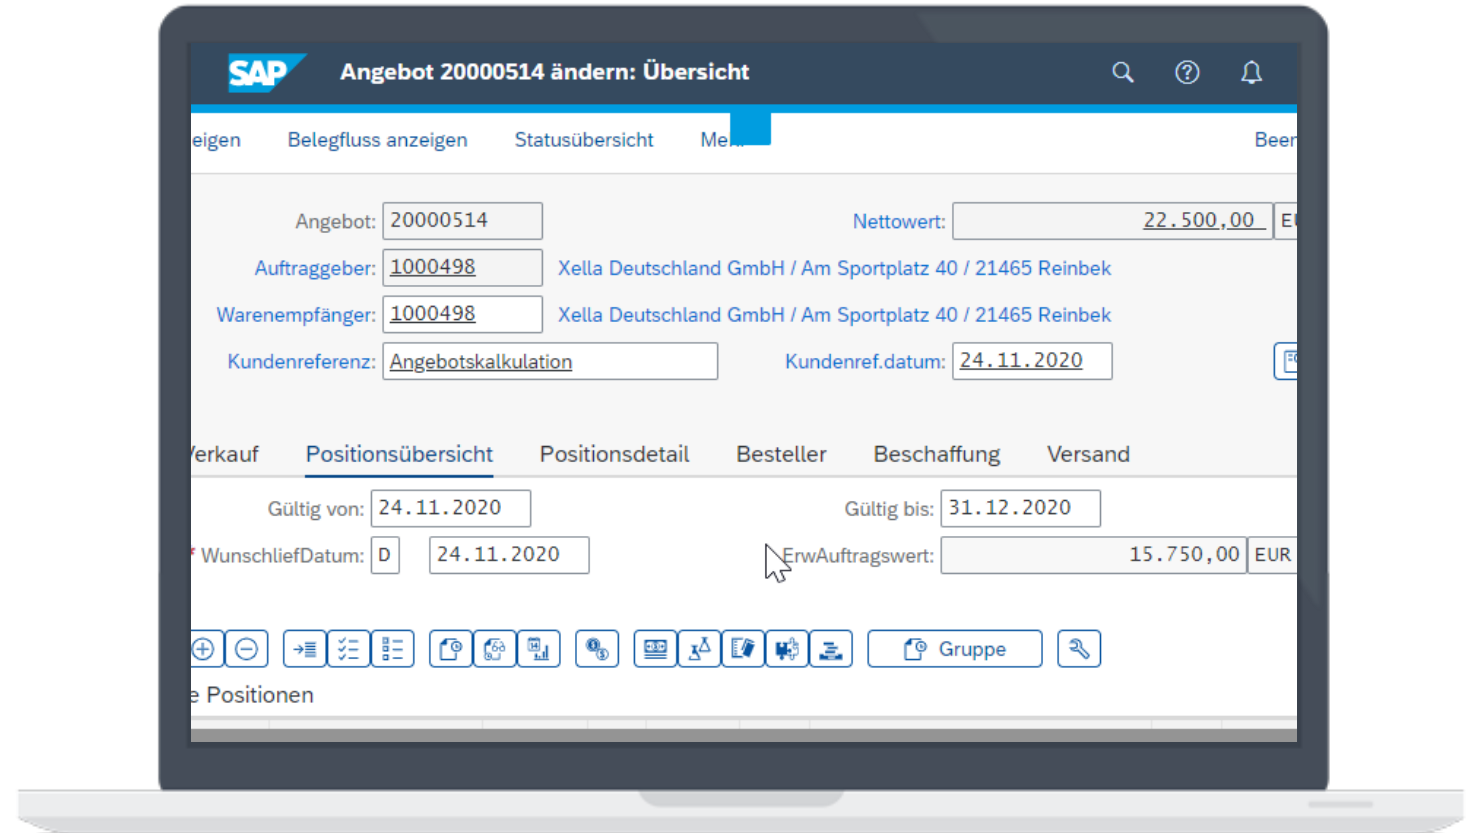 SAP Angebot 20000514 ändern: Übersicht
eigen Belegfluss anzeigen Statusübersicht Been
Angebot: 20000514 Nettowert: 22.500,00
Auftraggeber: 1000498 Xella Deutschland GmbH / Am Sportplatz 40 / 21465 Reinbek
Warenempfänger: 1000498 Xella Deutschland GmbH / Am Sportplatz 40 / 21465 Reinbek
Kundenreferenz: Angebotskalkulation Kundenref.datum: 24.11.2020
Verkauf Positionsübersicht Positionsdetail Besteller Beschaffung Versand
Gültig von: 24.11.2020 Gültig bis: 31.12.2020
* WunschliefDatum: D 24.11.2020 ErwAuftragswert: 15.750,00 EUR
Gruppe
e Positionen